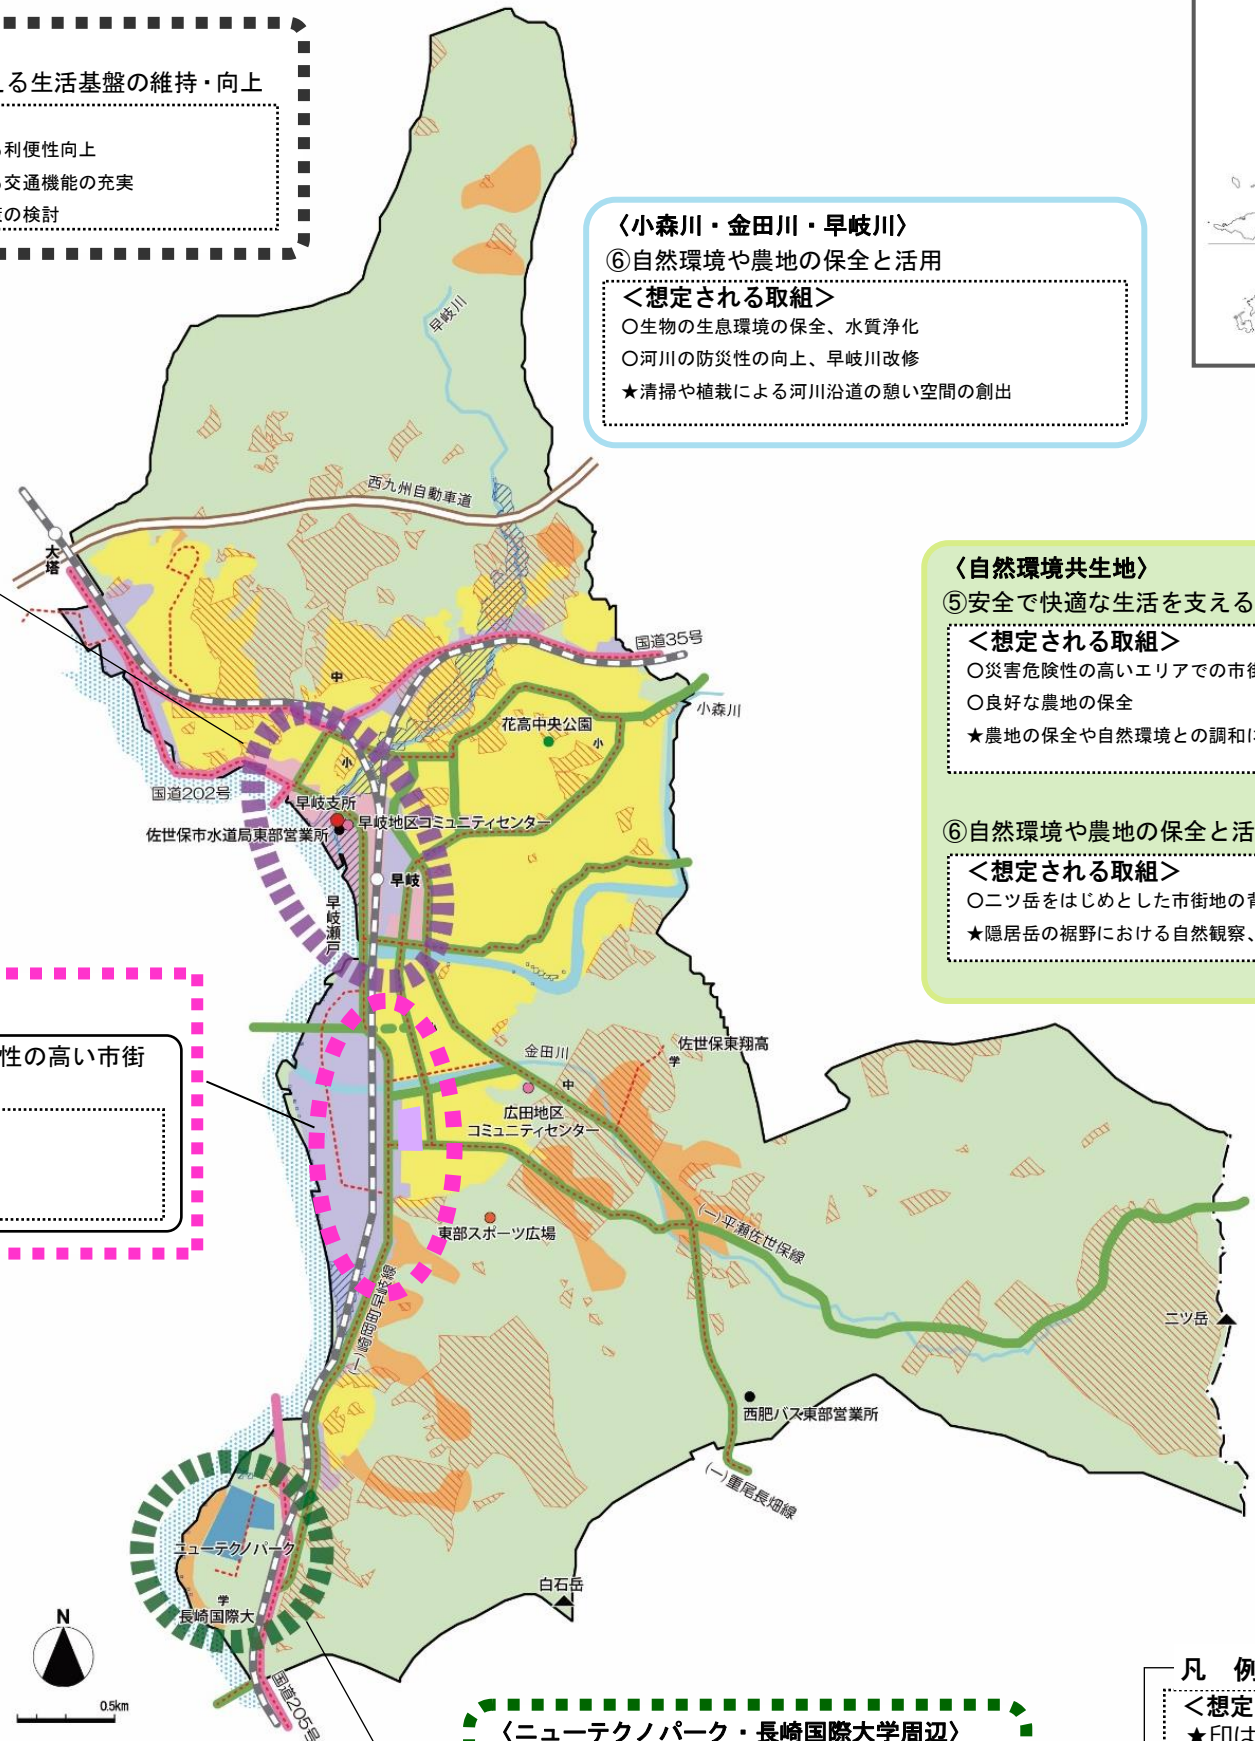 える生活基盤の維持・向上
る利便性向上
る交通機能の充実
の検討
〈小森川・金田川・早岐川〉
⑥自然環境や農地の保全と活用
＜想定される取組＞
○生物の生息環境の保全、水質浄化
○河川の防災性の向上、早岐川改修
★清掃や植栽による河川沿道の憩い空間の創出
早岐川
西九州自動車道
大塔
〈自然環境共生地〉
⑤安全で快適な生活を支える
＜想定される取組＞
○災害危険性の高いエリアでの市街
○良好な農地の保全
★農地の保全や自然環境との調和に
⑥自然環境や農地の保全と活
＜想定される取組＞
○二ツ岳をはじめとした市街地の背
★隠居岳の裾野における自然観察、
国道35号
中
小森川
花高中央公園
小
小
国道202号
早岐支所
早岐地区コミュニティセンター
佐世保市水道局東部営業所
早岐
早岐瀬戸
性の高い市街
金田川
佐世保東翔高
学
中
広田地区
コミュニティセンター
東部スポーツ広場
(一)平瀬佐世保線
(一)崎岡町早岐線
二ツ岳
西肥バス東部営業所
(一)重尾長畑線
ニューテクノパーク
学
長崎国際大
白石岳
N
0.5km
国道205号
凡　例
＜想定
★印は
〈ニューテクノパーク・長崎国際大学周辺〉